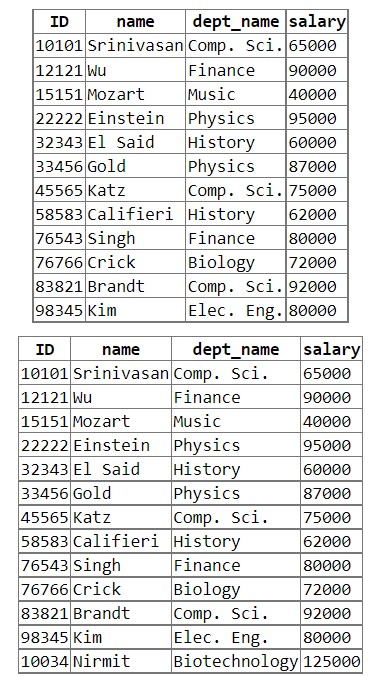 ID name dept_name salary
10101 Srinivasan Comp. Sci. 65000
12121 Wu Finance 90000
15151 Mozart Music 40000
22222 Einstein Physics 95000
32343 El Said History 60000
33456 Gold Physics 87000
45565 Katz Comp. Sci. 75000
58583 Califieri History 62000
76543 Singh Finance 80000
76766 Crick Biology 72000
83821 Brandt Comp. Sci. 92000
98345 Kim Elec. Eng. 80000
ID name dept_name salary
10101 Srinivasan Comp. Sci. 65000
12121 Wu Finance 90000
15151 Mozart Music 40000
22222 Einstein Physics 95000
32343 El Said History 60000
33456 Gold Physics 87000
45565 Katz Comp. Sci. 75000
58583 Califieri History 62000
76543 Singh Finance 80000
76766 Crick Biology 72000
83821 Brandt Comp. Sci. 92000
98345 Kim Elec. Eng. 80000
10034 Nirmit Biotechnology 125000